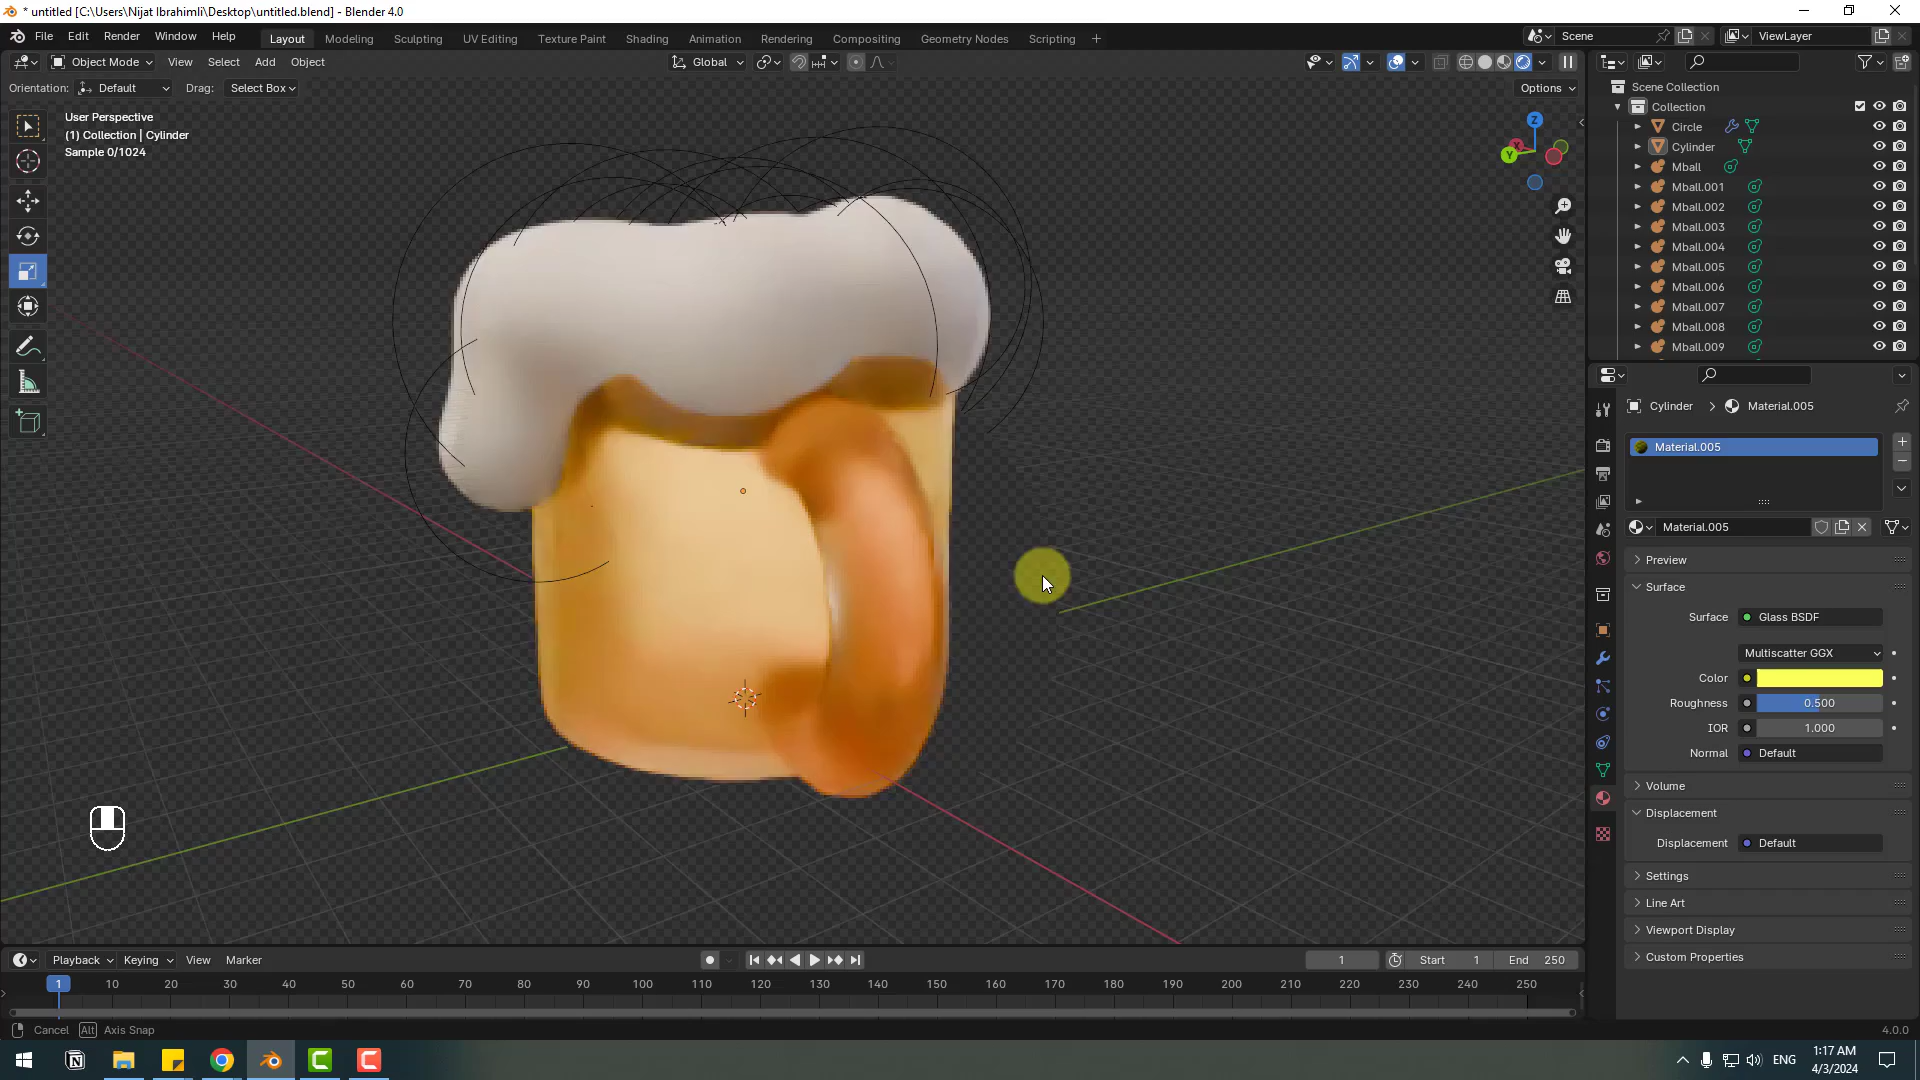 * untitled [C:\Users\Nijat Ibrahimli\Desktop\untitled.blend] - Blender 4.0
File Edit Render Window Help Layout Modeling Sculpting UV Editing Texture Paint Shading Animation Rendering Compositing Geometry Nodes Scripting + Scene ViewLayer
Object Mode View Select Add Object Global
Orientation: Default Drag: Select Box Options
User Perspective
(1) Collection | Cylinder
Sample 0/1024
Z
X
Y
Scene Collection
Collection
Circle
Cylinder
Mball
Mball.001
Mball.002
Mball.003
Mball.004
Mball.005
Mball.006
Mball.007
Mball.008
Mball.009
Cylinder > Material.005
Material.005
Material.005
Preview
Surface
Surface Glass BSDF
Multiscatter GGX
Color
Roughness 0.500
IOR 1.000
Normal Default
Volume
Displacement
Displacement Default
Settings
Line Art
Viewport Display
Custom Properties
Playback Keying View Marker 1 Start 1 End 250
1 10 20 30 40 50 60 70 80 90 100 110 120 130 140 150 160 170 180 190 200 210 220 230 240 250
Cancel Alt Axis Snap 4.0.0
ENG 1:17 AM
4/3/2024